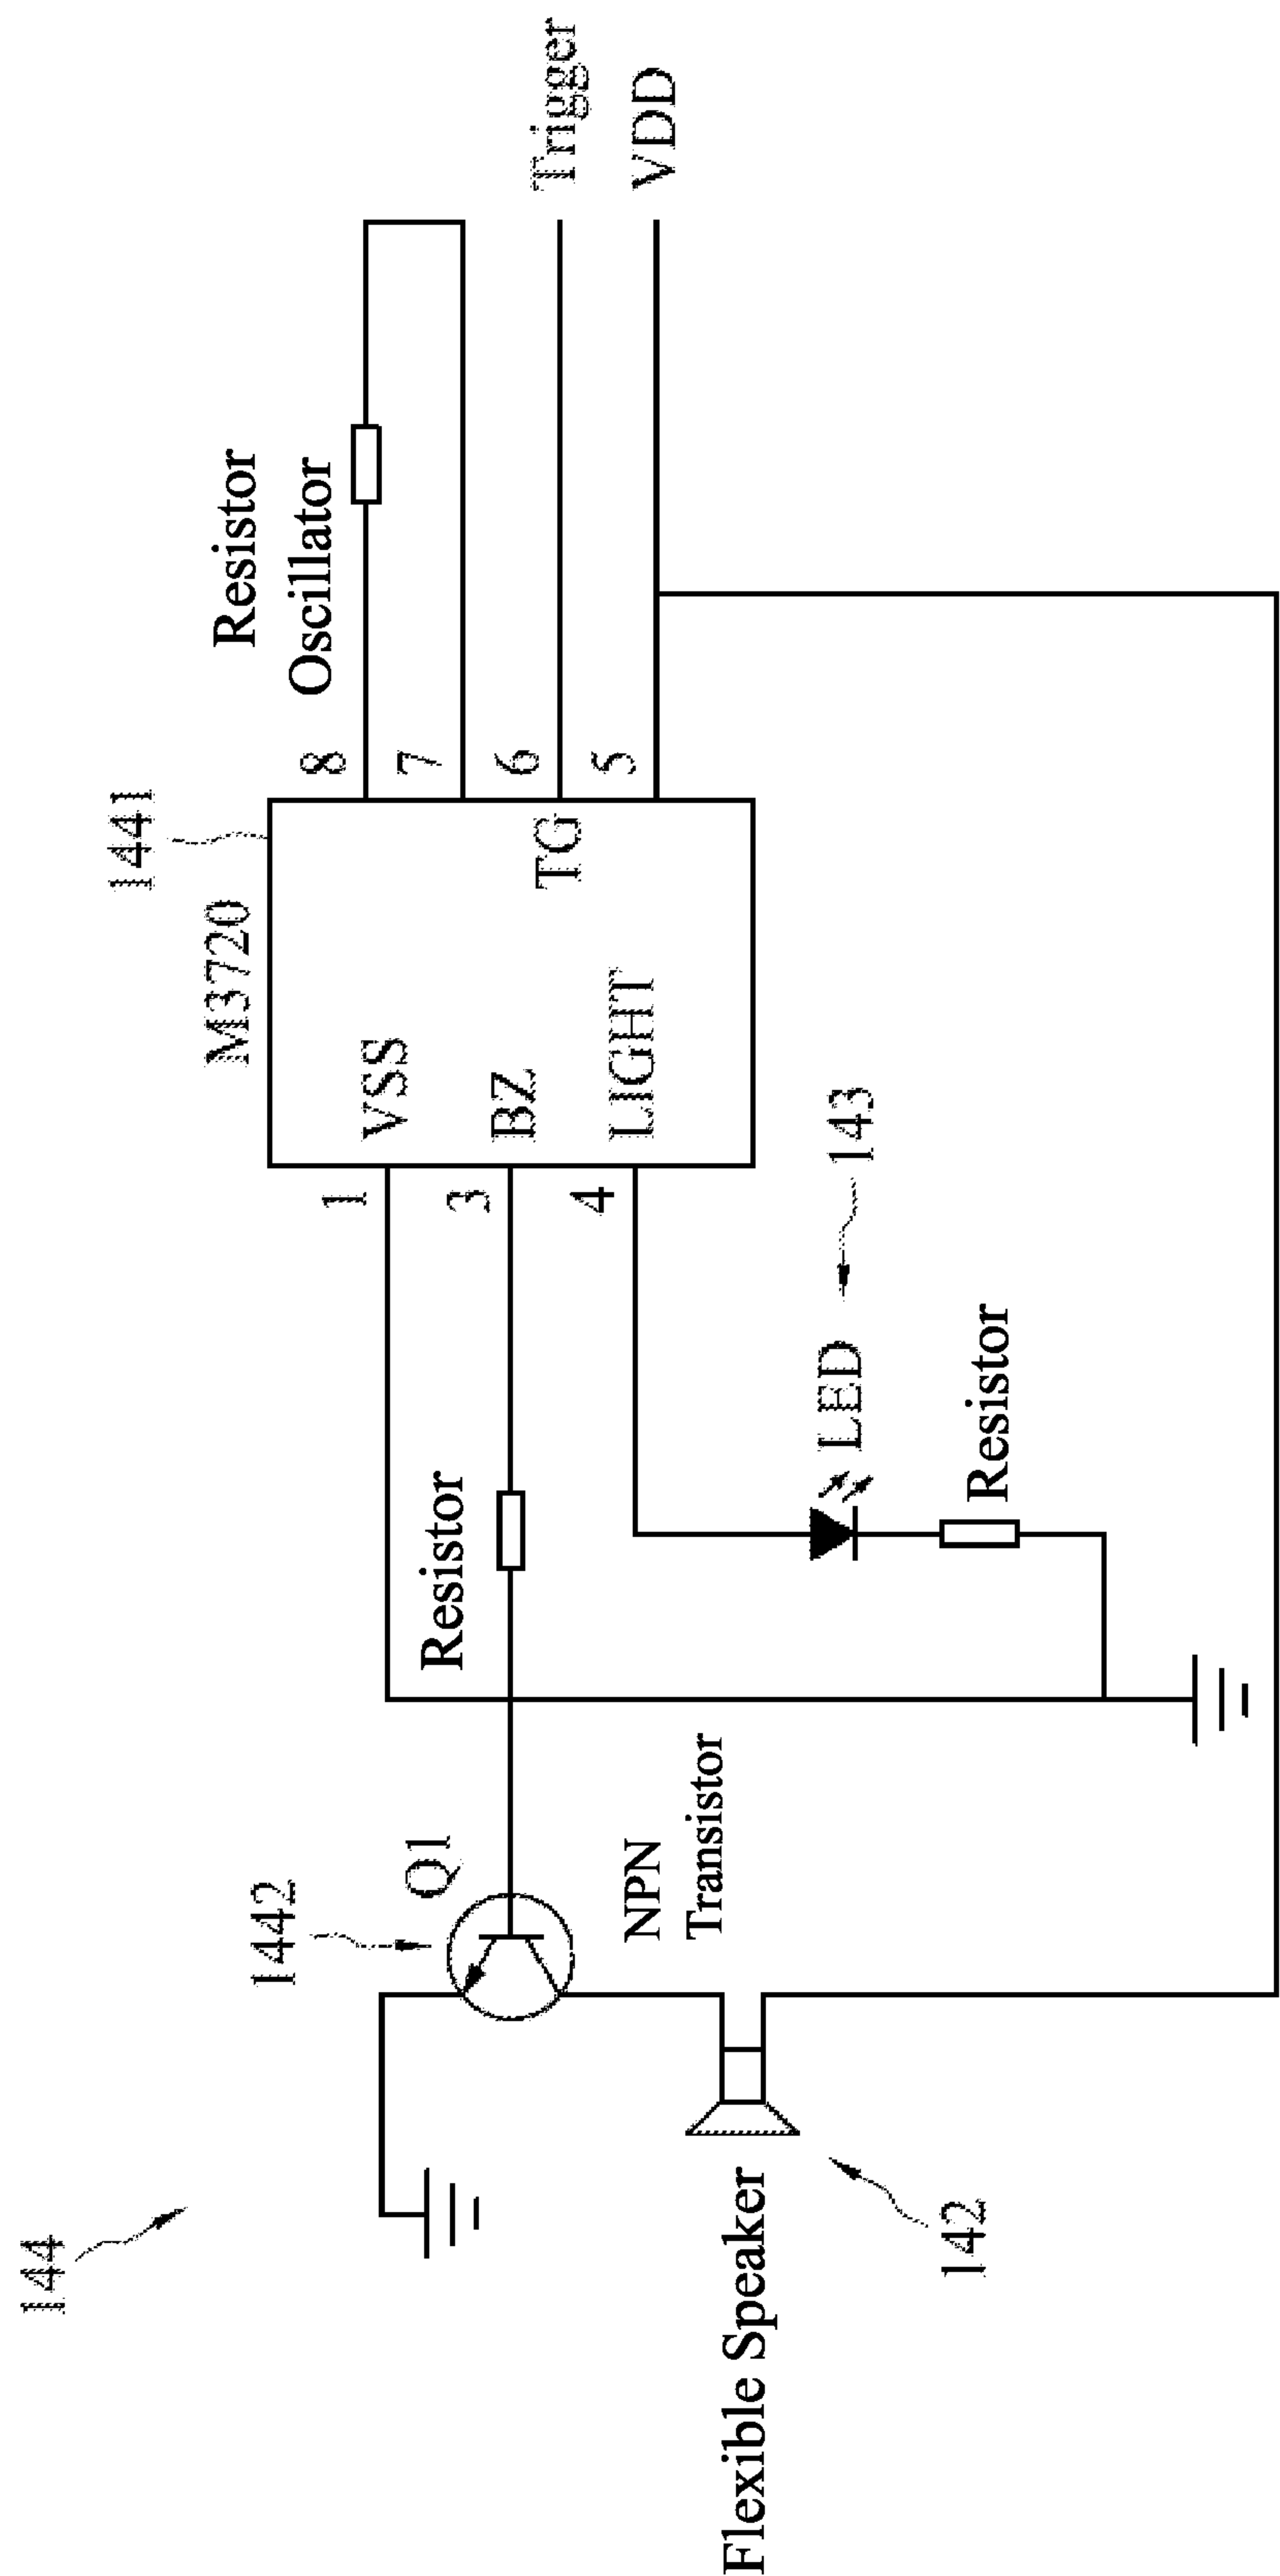 144
1442
Q1
NPN
Transistor
Flexible Speaker
142
Resistor
1
3
4
VSS
BZ
LIGHT
TG
M3720
1441
8
7
6
5
Resistor
Oscillator
Trigger
VDD
LED
143
Resistor